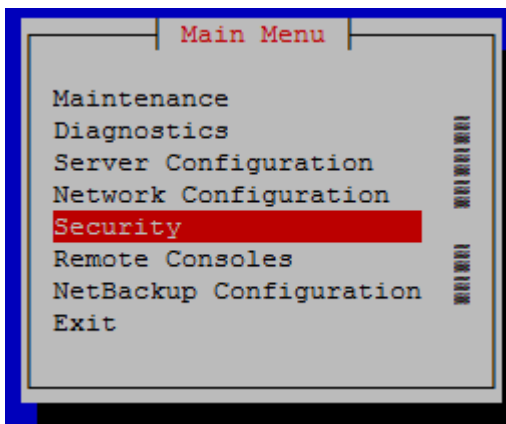 Main Menu
Maintenance
Diagnostics
Server Configuration
Network Configuration
Security
Remote Consoles
NetBackup Configuration
Exit